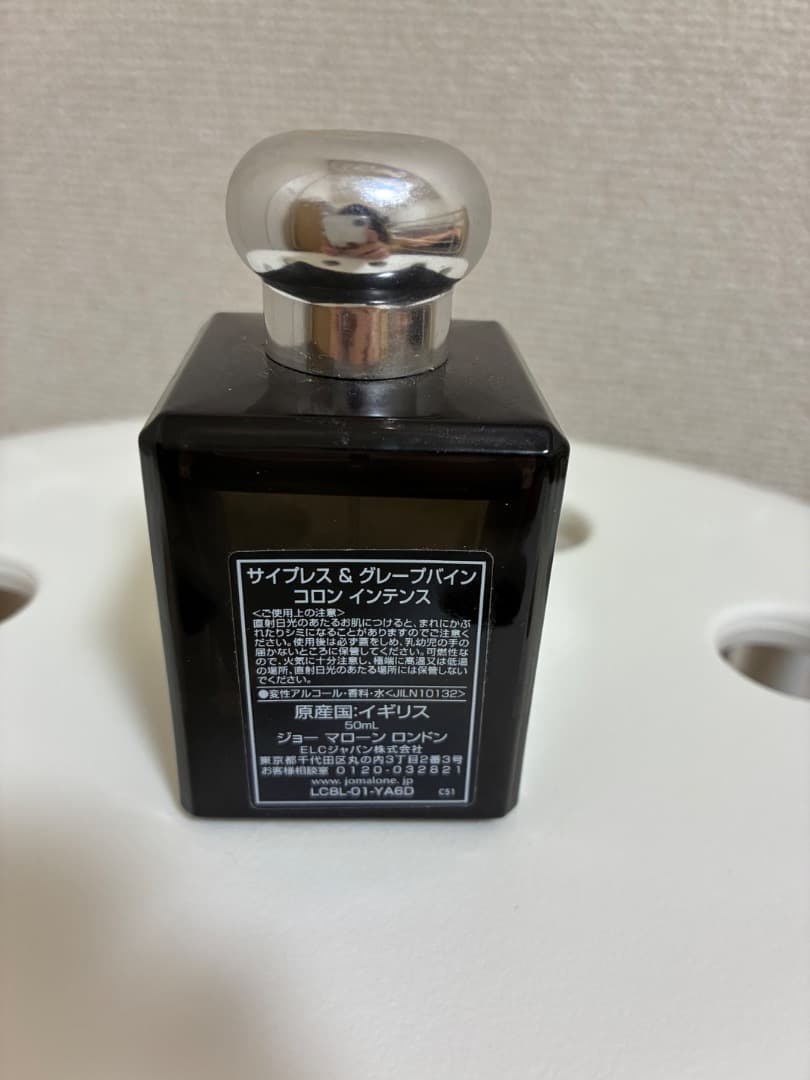 サイプレス & グレープバイン
コロン インテンス
<ご使用上の注意>
直射日光のあたるお肌につけると、まれにかぶ
れたりシミになることがありますのでご注意く
ださい。使用後は必ず蓋をしめ、乳幼児の手の
届かないところに保管してください。可燃性な
ので、火気に十分注意し、極端に高温又は低温
の場所、直射日光のあたる場所には保管しない
でください。
●変性アルコール・香料・水<JILN10132>
原産国:イギリス
50mL
ジョー マローン ロンドン
ELCジャパン株式会社
東京都千代田区丸の内3丁目2番3号
お客様相談室 0120-032821
www. jomalone. jp
LC8L-01-YA6D C51